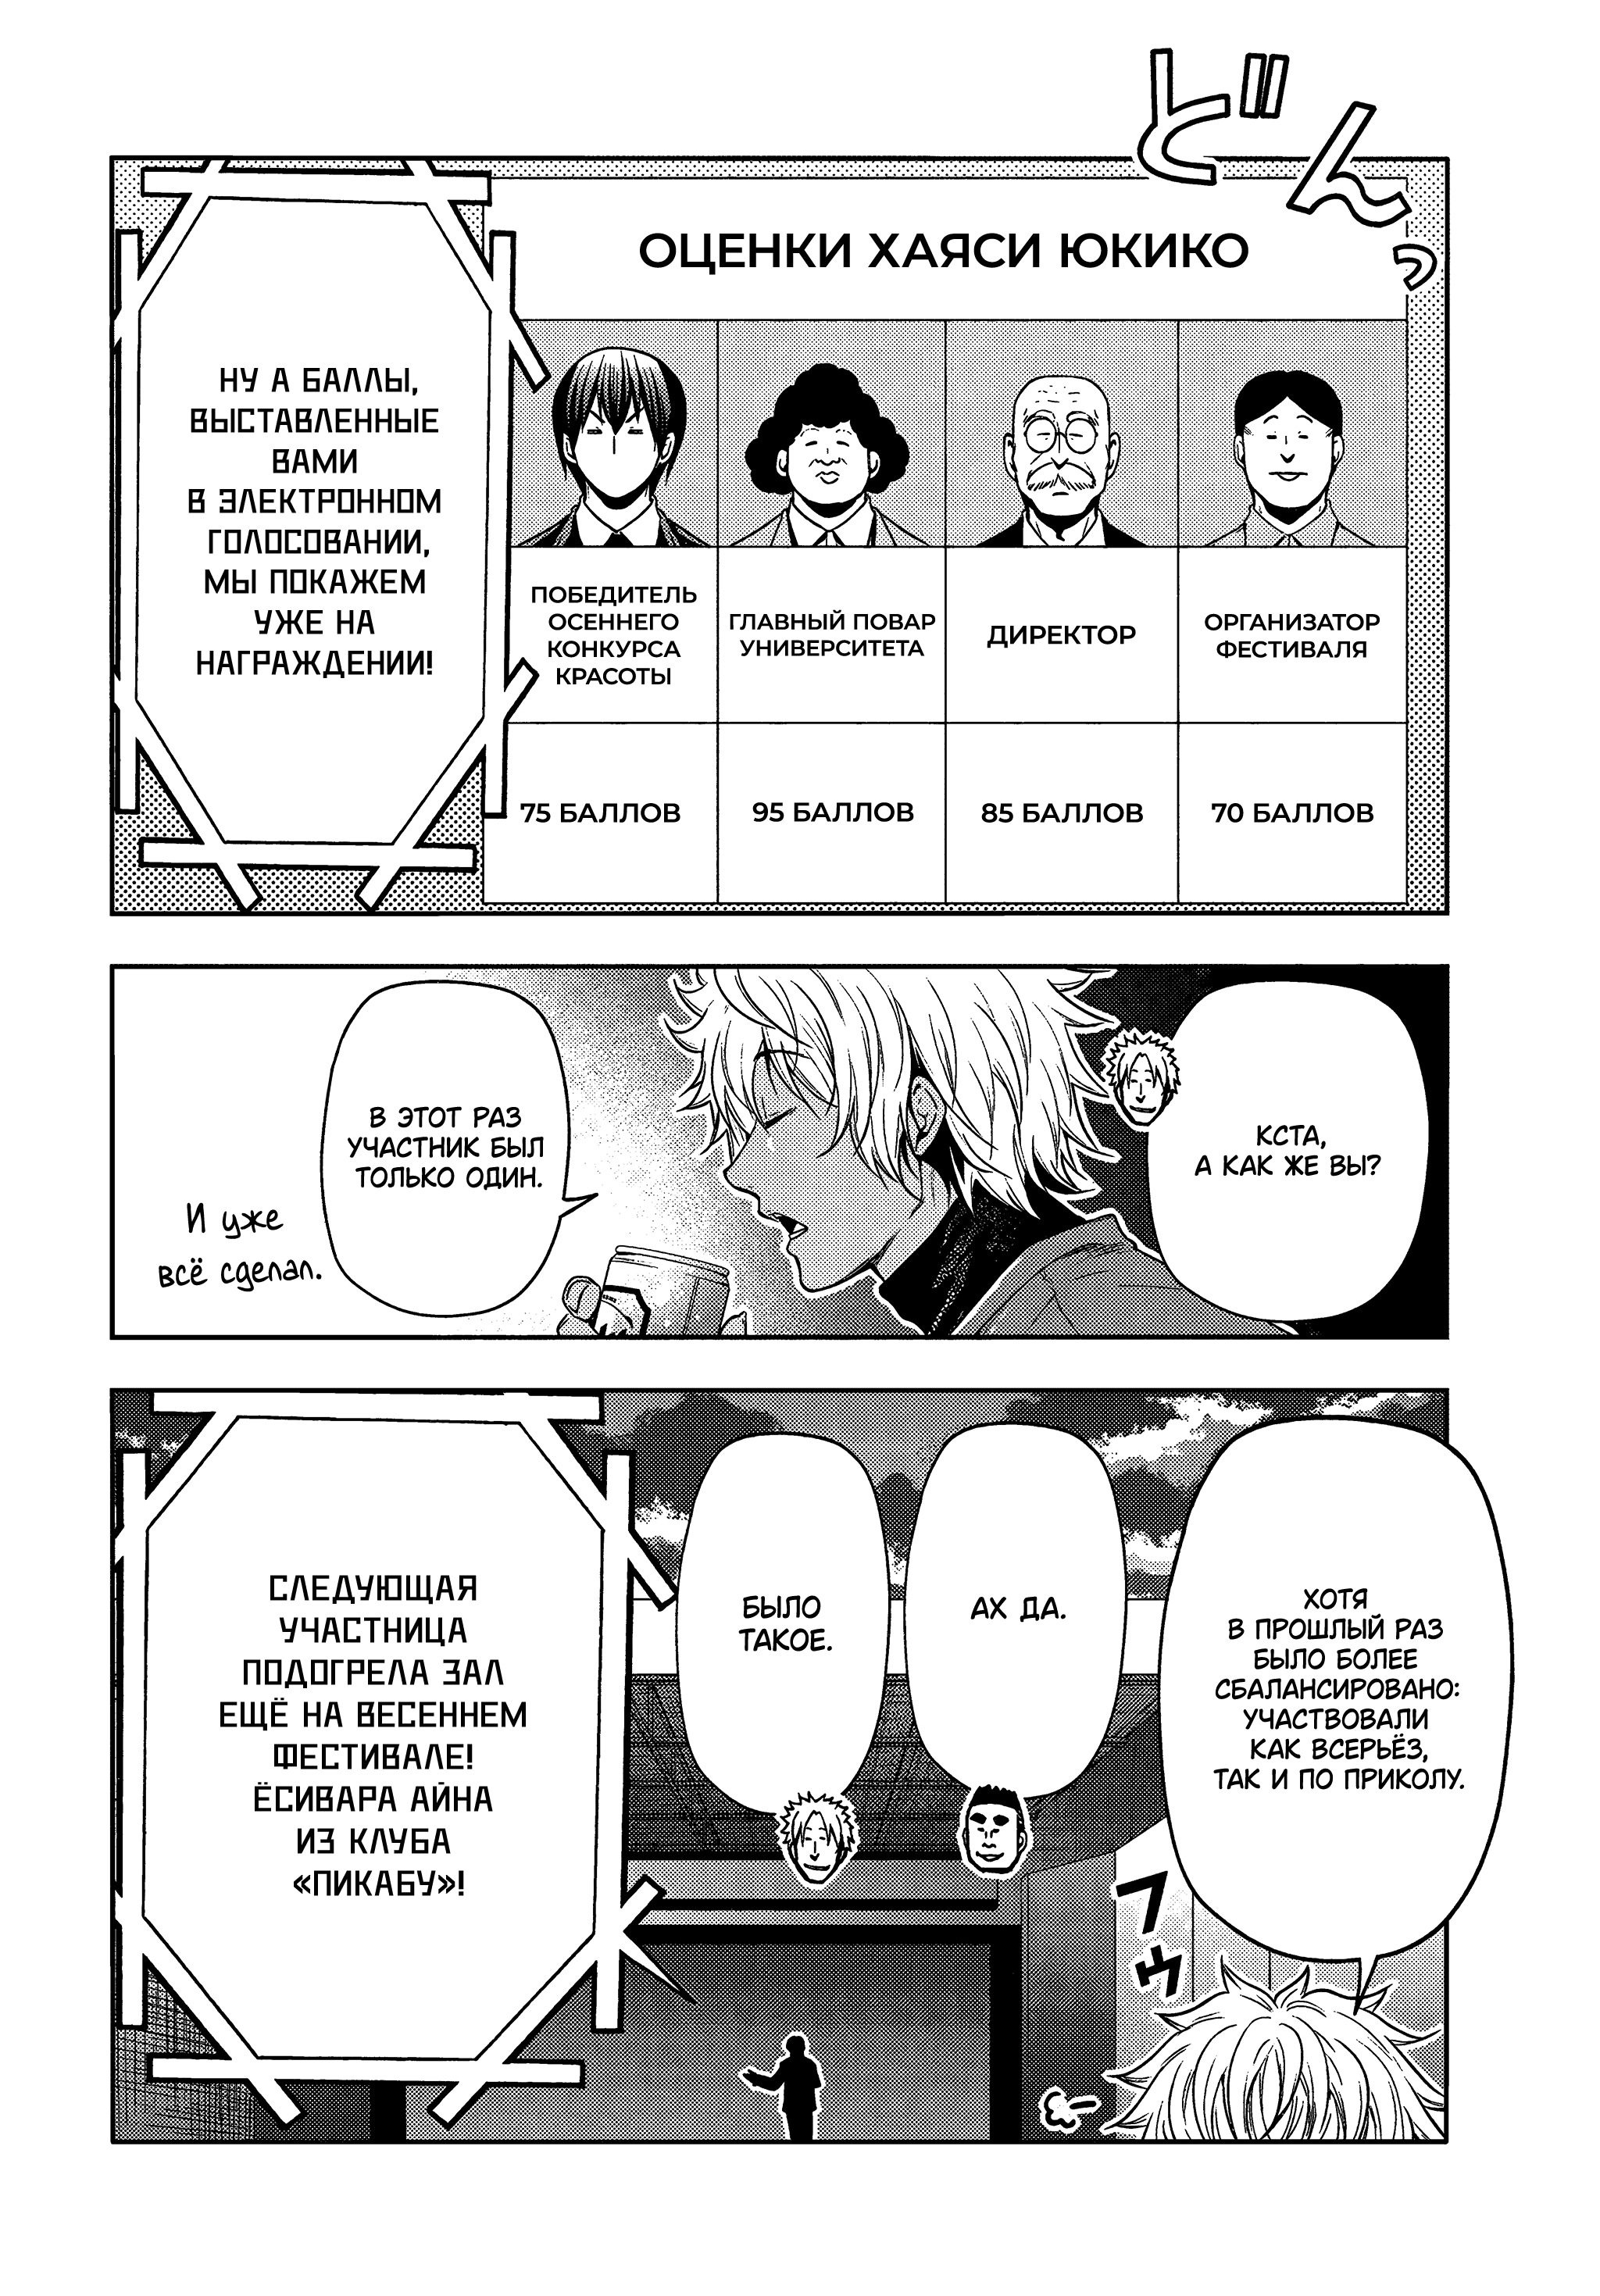 どんっ
ОЦЕНКИ ХАЯСИ ЮКИКО
ПОБЕДИТЕЛЬ
ОСЕННЕГО
КОНКУРСА
КРАСОТЫ
ГЛАВНЫЙ ПОВАР
УНИВЕРСИТЕТА
ДИРЕКТОР
ОРГАНИЗАТОР
ФЕСТИВАЛЯ
75 БАЛЛОВ
95 БАЛЛОВ
85 БАЛЛОВ
70 БАЛЛОВ
НУ А БАЛЛЫ,
ВЫСТАВЛЕННЫЕ
ВАМИ
В ЭЛЕКТРОННОМ
ГОЛОСОВАНИИ,
МЫ ПОКАЖЕМ
УЖЕ НА
НАГРАЖДЕНИИ!
КСТА,
А КАК ЖЕ ВЫ?
В ЭТОТ РАЗ
УЧАСТНИК БЫЛ
ТОЛЬКО ОДИН.
И уже
всё сделал.
ХОТЯ
В ПРОШЛЫЙ РАЗ
БЫЛО БОЛЕЕ
СБАЛАНСИРОВАНО:
УЧАСТВОВАЛИ
КАК ВСЕРЬЁЗ,
ТАК И ПО ПРИКОЛУ.
フゥ
АХ ДА.
БЫЛО
ТАКОЕ.
СЛЕДУЮЩАЯ
УЧАСТНИЦА
ПОДОГРЕЛА ЗАЛ
ЕЩЁ НА ВЕСЕННЕМ
ФЕСТИВАЛЕ!
ЁСИВАРА АЙНА
ИЗ КЛУБА
«ПИКАБУ»!